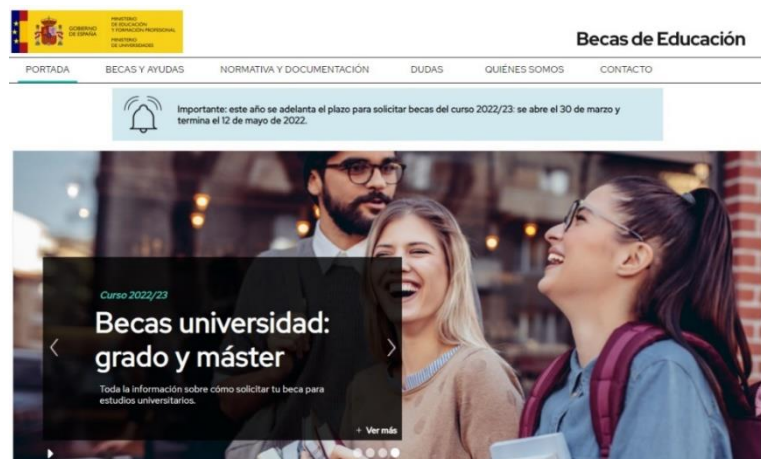 GOBIERNO
DE ESPAÑA
MINISTERIO
DE EDUCACIÓN
Y FORMACIÓN PROFESIONAL
MINISTERIO
DE UNIVERSIDADES
Becas de Educación
PORTADA BECAS Y AYUDAS NORMATIVA Y DOCUMENTACIÓN DUDAS QUIÉNES SOMOS CONTACTO
Importante: este año se adelanta el plazo para solicitar becas del curso 2022/23: se abre el 30 de marzo y
termina el 12 de mayo de 2022.
Curso 2022/23
Becas universidad:
grado y máster
Toda la información sobre cómo solicitar tu beca para
estudios universitarios.
+ Ver más